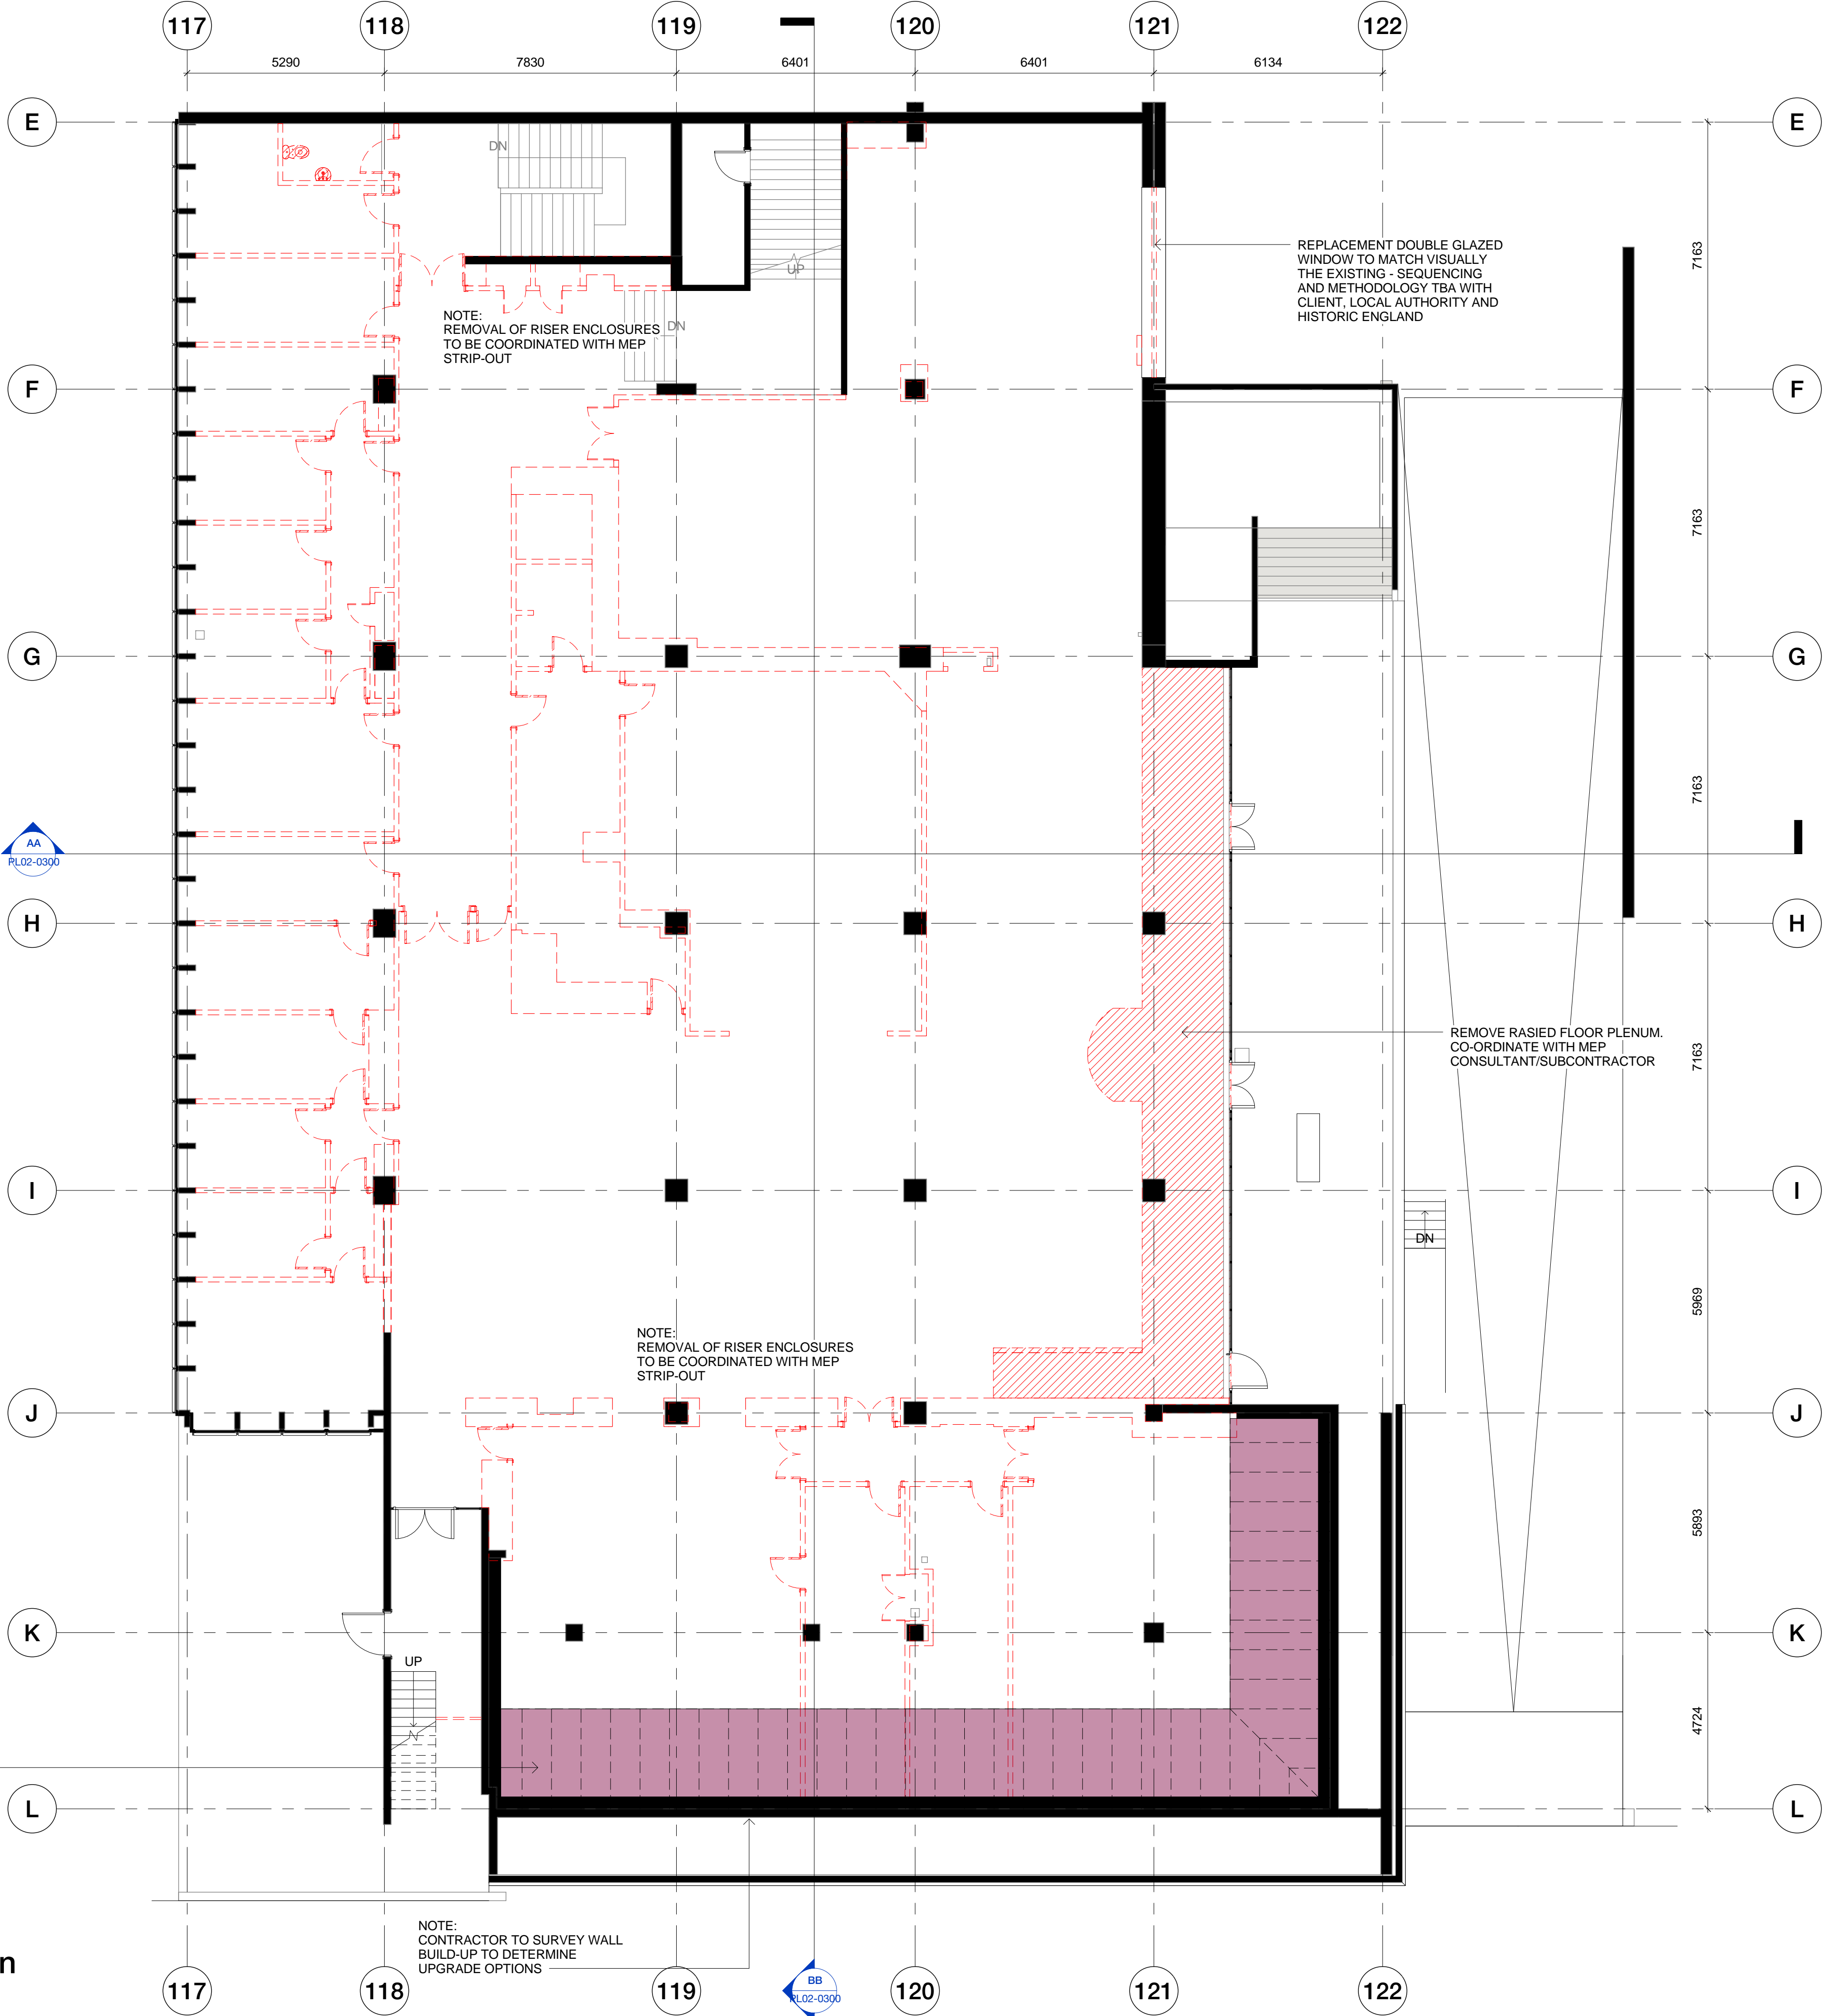 117 118 119 120 121 122
5290 7830 6401 6401 6134
E E
DN
UP
7163
REPLACEMENT DOUBLE GLAZED
WINDOW TO MATCH VISUALLY
THE EXISTING - SEQUENCING
AND METHODOLOGY TBA WITH
CLIENT, LOCAL AUTHORITY AND
HISTORIC ENGLAND
NOTE:
REMOVAL OF RISER ENCLOSURES
TO BE COORDINATED WITH MEP
STRIP-OUT
DN
F F
7163
G G
7163
AA
PL02-0300
H H
REMOVE RASIED FLOOR PLENUM.
CO-ORDINATE WITH MEP
CONSULTANT/SUBCONTRACTOR
7163
I I
DN
5969
NOTE:
REMOVAL OF RISER ENCLOSURES
TO BE COORDINATED WITH MEP
STRIP-OUT
J J
5893
K K
UP
4724
L L
NOTE:
CONTRACTOR TO SURVEY WALL
BUILD-UP TO DETERMINE
UPGRADE OPTIONS
n
BB
PL02-0300
117 118 119 120 121 122